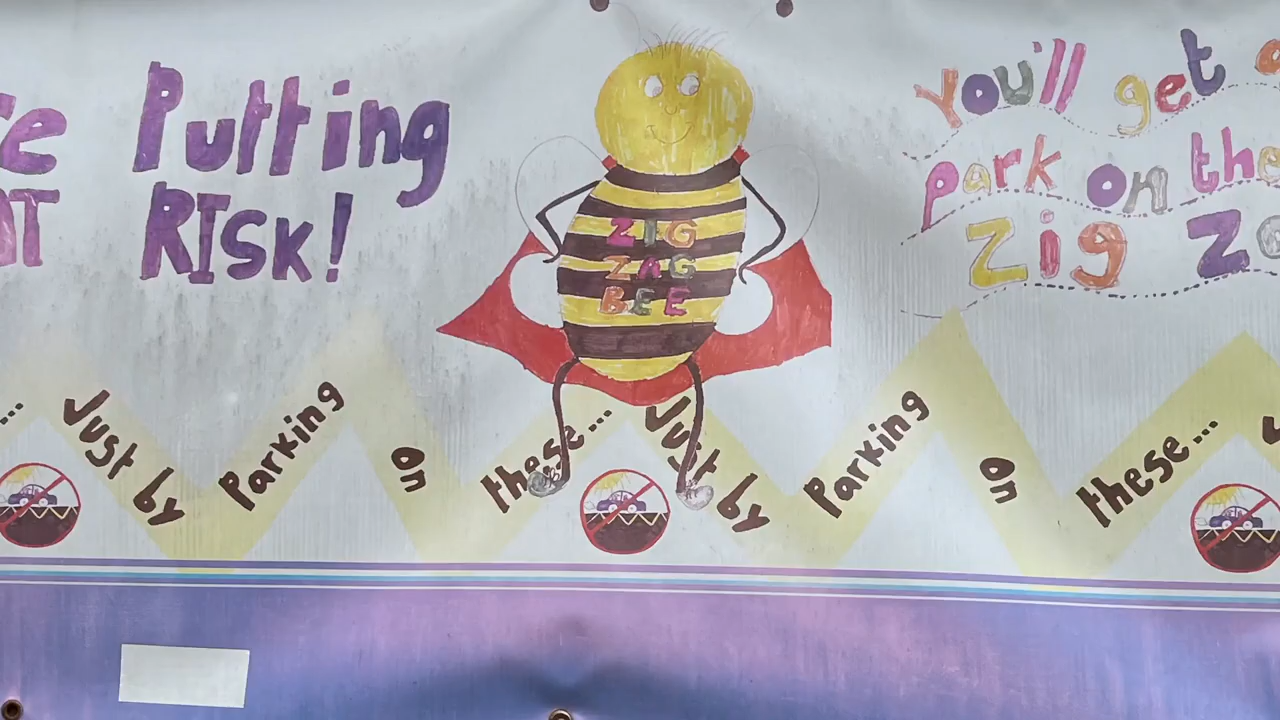 Putting
RISK!
ZIG
ZAG
BEE
You'll get
park on the
Zig
Just by Parking on these... Just by Parking on these...